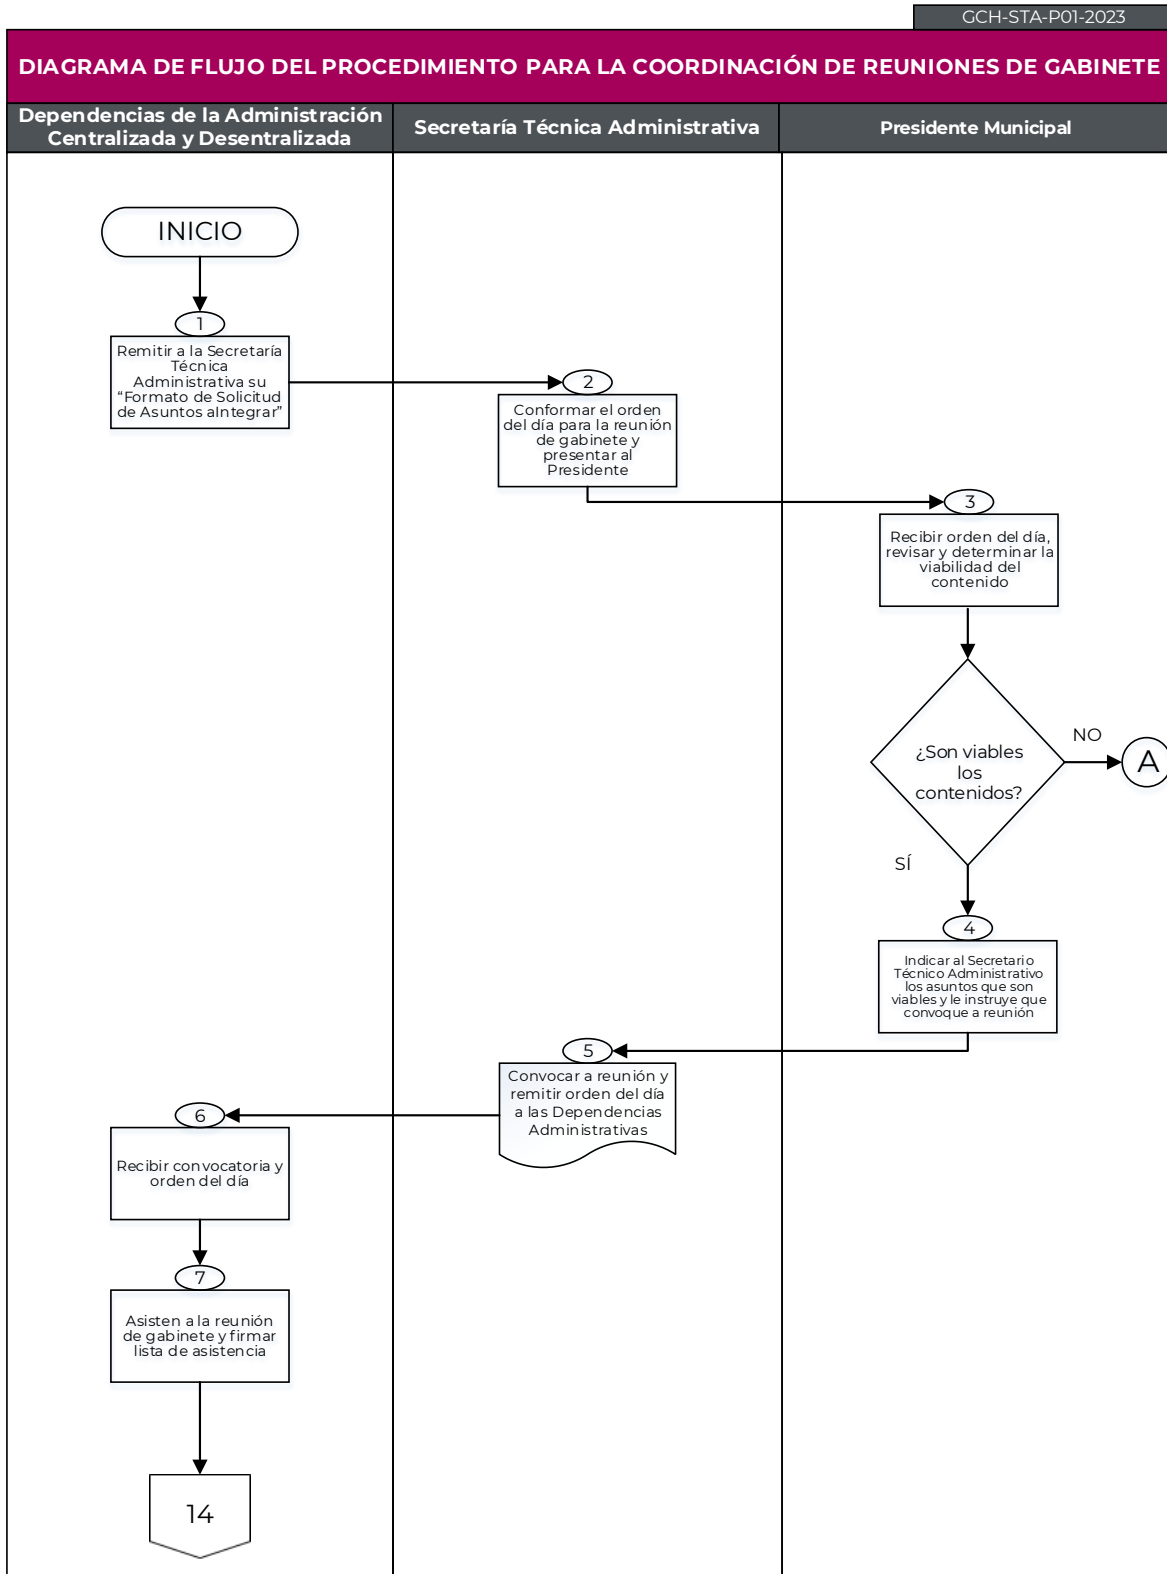 GCH-STA-P01-2023
DIAGRAMA DE FLUJO DEL PROCEDIMIENTO PARA LA COORDINACIÓN DE REUNIONES DE GABINETE
Dependencias de la Administración
Centralizada y Desentralizada
Secretaría Técnica Administrativa
Presidente Municipal
INICIO
1
Remitir a la Secretaría
Técnica
Administrativa su
“Formato de Solicitud
de Asuntos aIntegrar”
2
Conformar el orden
del día para la reunión
de gabinete y
presentar al
Presidente
3
Recibir orden del día,
revisar y determinar la
viabilidad del
contenido
¿Son viables
los
contenidos?
NO
A
SÍ
4
Indicar al Secretario
Técnico Administrativo
los asuntos que son
viables y le instruye que
convoque a reunión
5
Convocar a reunión y
remitir orden del día
a las Dependencias
Administrativas
6
Recibir convocatoria y
orden del día
7
Asisten a la reunión
de gabinete y firmar
lista de asistencia
14